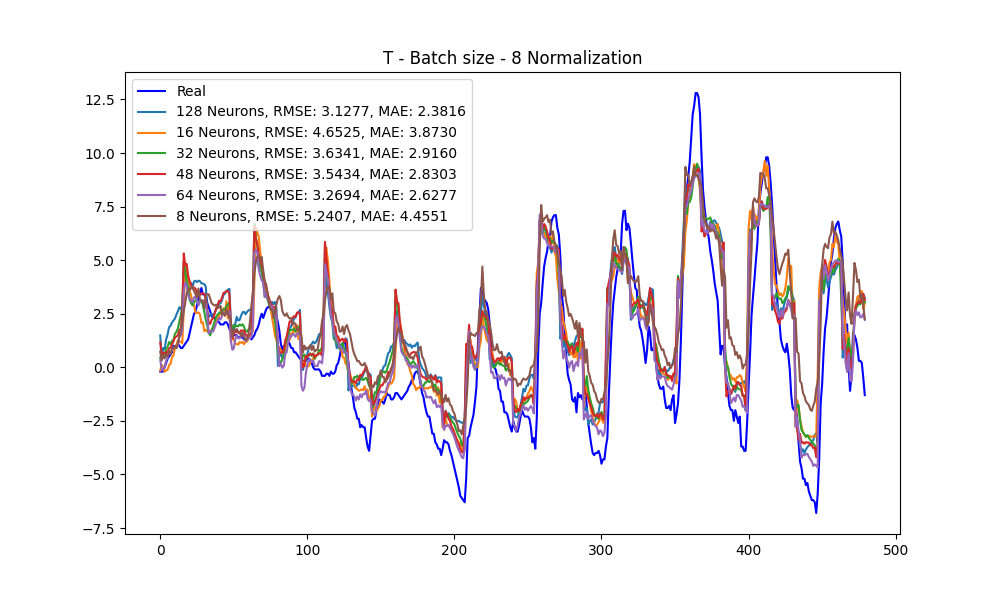 T - Batch size - 8 Normalization
Real
128 Neurons, RMSE: 3.1277, MAE: 2.3816
16 Neurons, RMSE: 4.6525, MAE: 3.8730
32 Neurons, RMSE: 3.6341, MAE: 2.9160
48 Neurons, RMSE: 3.5434, MAE: 2.8303
64 Neurons, RMSE: 3.2694, MAE: 2.6277
8 Neurons, RMSE: 5.2407, MAE: 4.4551
12.5
10.0
7.5
5.0
2.5
0.0
−2.5
−5.0
−7.5
0 100 200 300 400 500